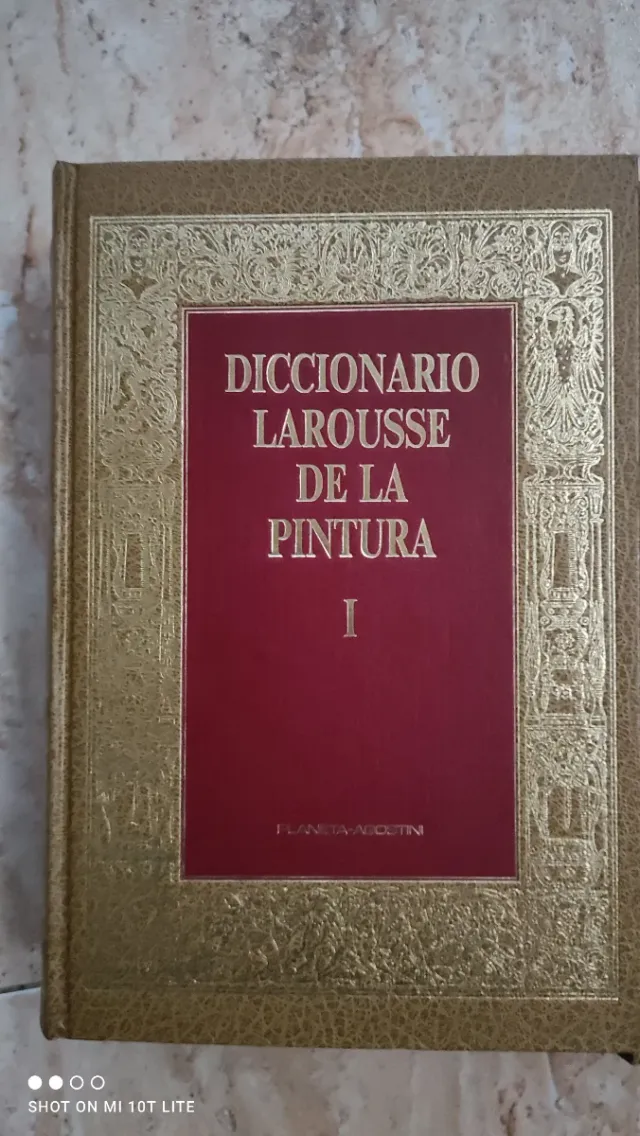 DICCIONARIO
LAROUSSE
DE LA
PINTURA
I
PLANETA-AGOSTINI
SHOT ON MI 10T LITE